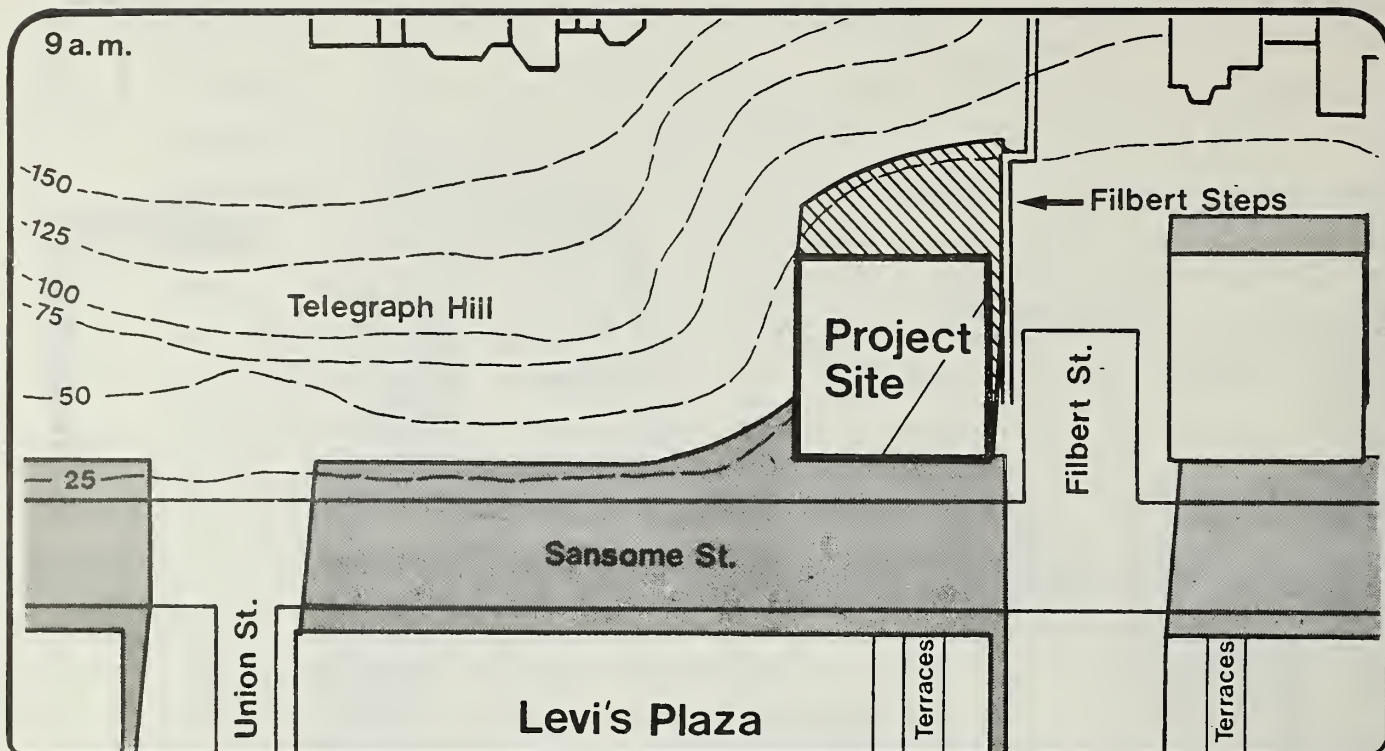 9 a.m.
150
125
100
75
50
25
Telegraph Hill
Filbert Steps
Project
Site
Filbert St.
Sansome St.
Union St.
Levi's Plaza
Terraces
Terraces